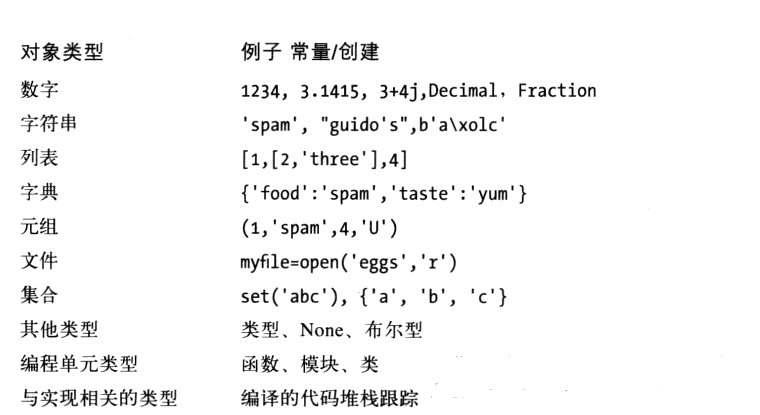 对象类型 例子 常量/创建
数字 1234, 3.1415, 3+4j,Decimal, Fraction
字符串 'spam', "guido's",b'a\xolc'
列表 [1,[2,'three'],4]
字典 {'food':'spam','taste':'yum'}
元组 (1,'spam',4,'U')
文件 myfile=open('eggs','r')
集合 set('abc'), {'a', 'b', 'c'}
其他类型 类型、None、布尔型
编程单元类型 函数、模块、类
与实现相关的类型 编译的代码堆栈跟踪